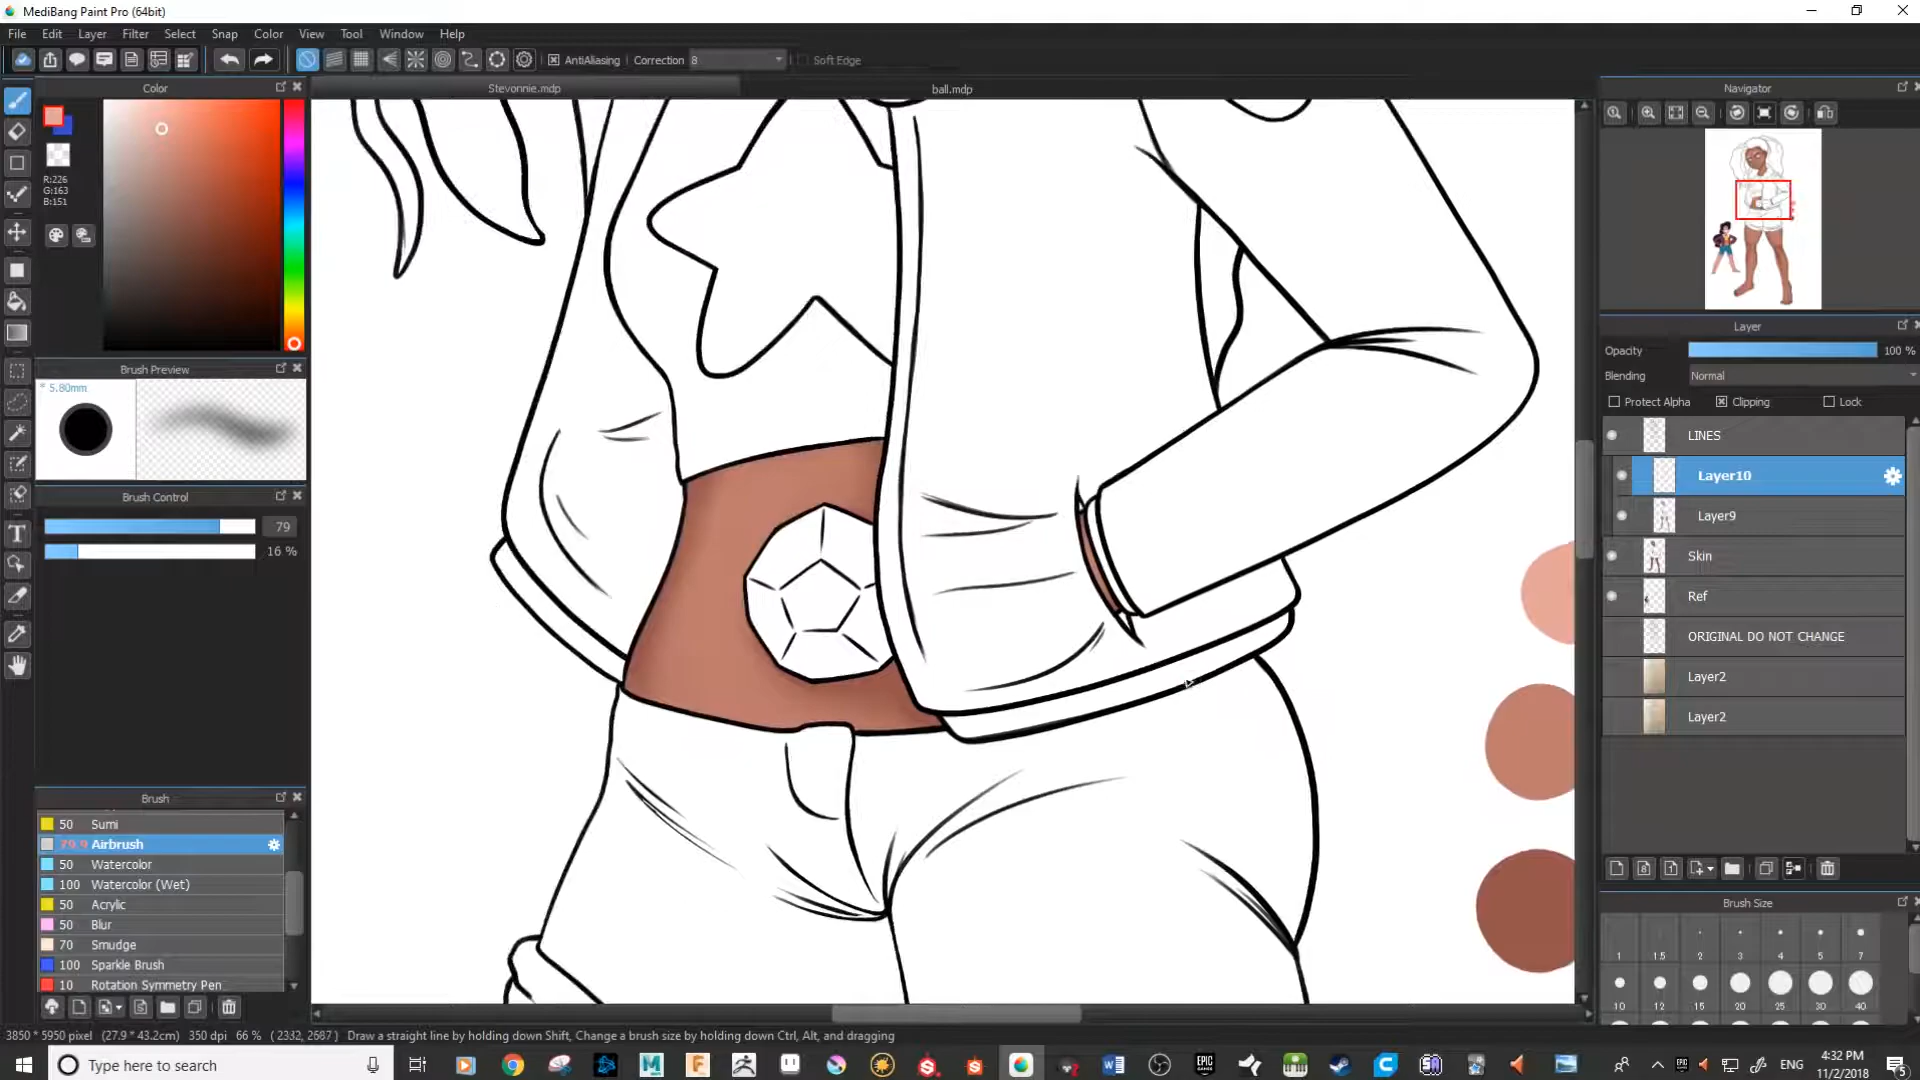 MediBang Paint Pro (64bit)
File Edit Layer Filter Select Snap Color View Tool Window Help
AntiAliasing Correction 8 Soft Edge
Color
Stevonnie.mdp
ball.mdp
Navigator
R:226
G:163
B:151
Brush Preview
* 5.80mm
Brush Control
79
16 %
Layer
Opacity 100 %
Blending Normal
Protect Alpha Clipping Lock
LINES
Layer10
Layer9
Skin
Ref
ORIGINAL DO NOT CHANGE
Layer2
Layer2
Brush
50 Sumi
79.9 Airbrush
50 Watercolor
100 Watercolor (Wet)
50 Acrylic
50 Blur
70 Smudge
100 Sparkle Brush
10 Rotation Symmetry Pen
Brush Size
1 1.5 2 3 4 5 7
10 12 15 20 25 30 40
3850 * 5950 pixel (27.9 * 43.2cm) 350 dpi 66 % ( 2332, 2687 ) Draw a straight line by holding down Shift, Change a brush size by holding down Ctrl, Alt, and dragging
Type here to search
ENG
4:32 PM
11/2/2018